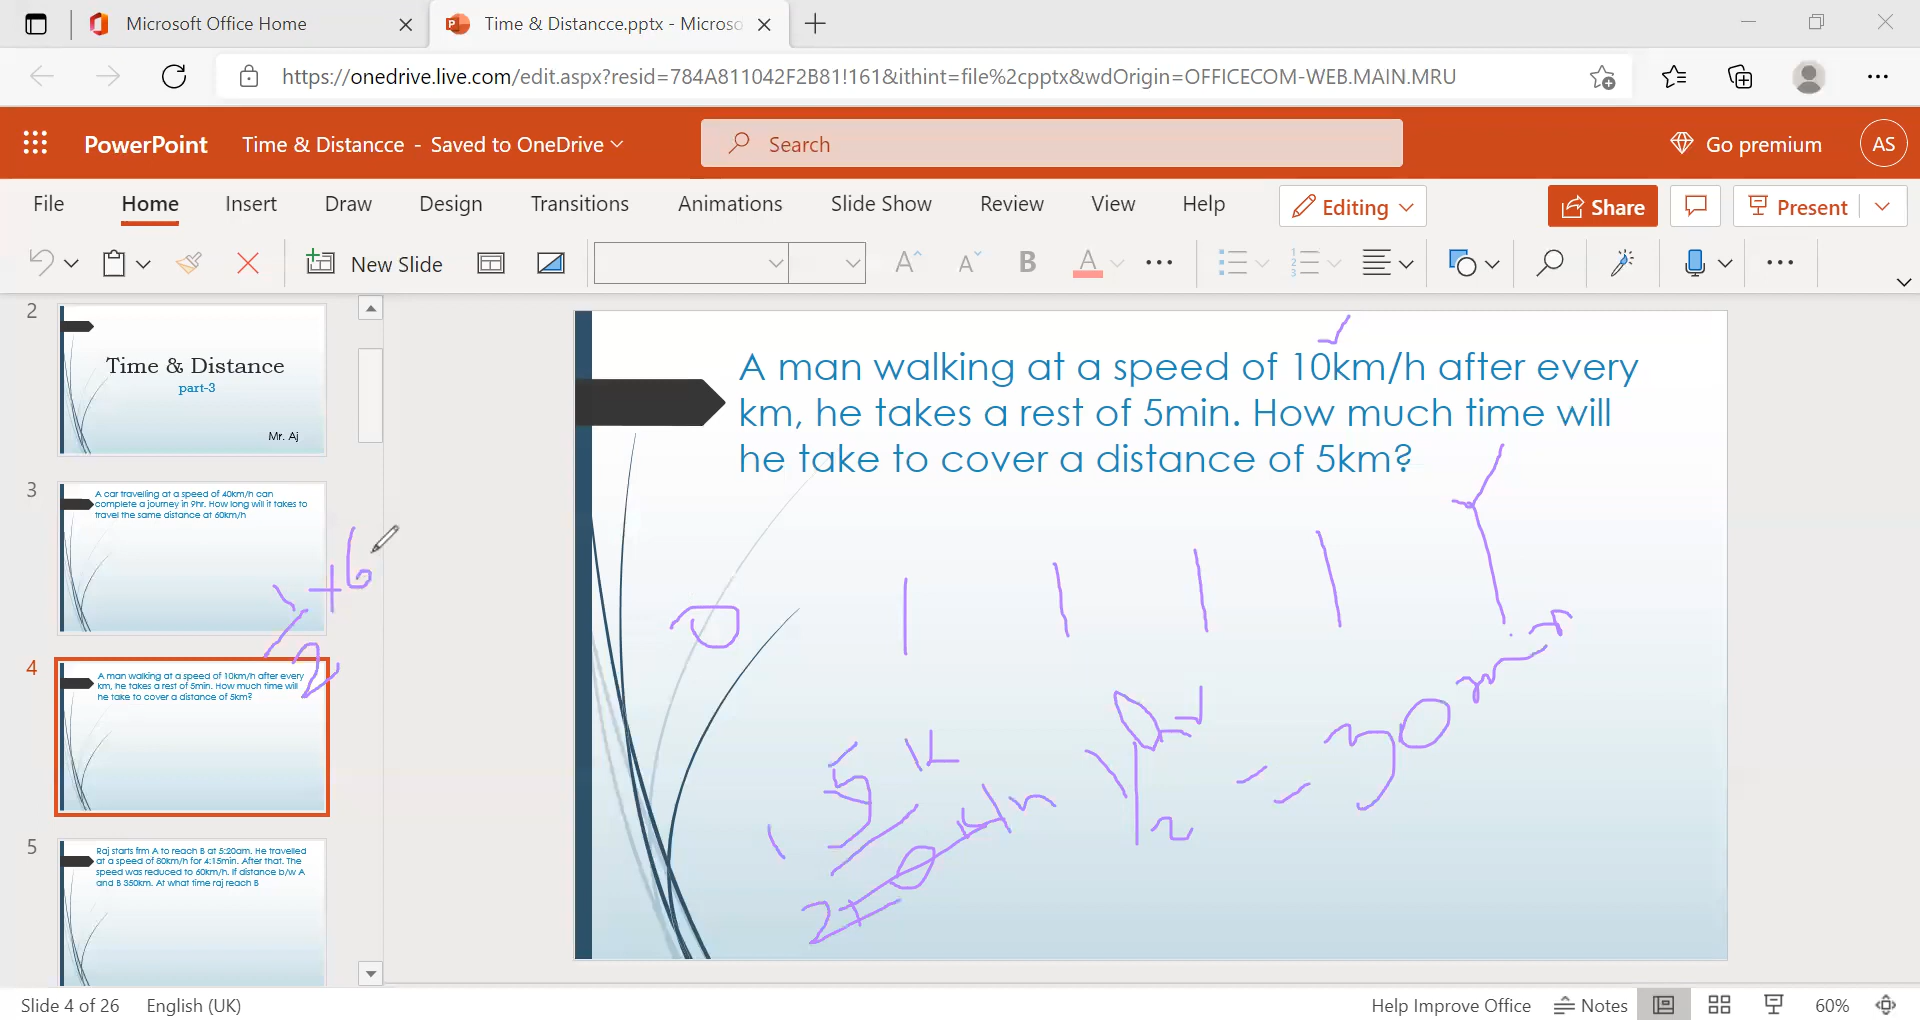 Microsoft Office Home
Time & Distancce.pptx - Microso
https://onedrive.live.com/edit.aspx?resid=784A811042F2B81!161&ithint=file%2cpptx&wdOrigin=OFFICECOM-WEB.MAIN.MRU
PowerPoint Time & Distancce - Saved to OneDrive
Search
Go premium
AS
File Home Insert Draw Design Transitions Animations Slide Show Review View Help
Editing
Share
Present
New Slide
B
A
2
Time & Distance
part-3
Mr. Aj
3
A car travelling at a speed of 40km/h can
complete a journey in 9hr. How long will it takes to
travel the same distance at 60km/h
4
A man walking at a speed of 10km/h after every
km, he takes a rest of 5min. How much time will
he take to cover a distance of 5km?
5
Raj starts frm A to reach B at 5:20am. He travelled
at a speed of 80km/h for 4:15min. After that. The
speed was reduced to 60km/h. If distance b/w A
and B 350km. At what time raj reach B
A man walking at a speed of 10km/h after every
km, he takes a rest of 5min. How much time will
he take to cover a distance of 5km?
+6
2
0
5
1
2
= 30
Slide 4 of 26
English (UK)
Help Improve Office
Notes
60%